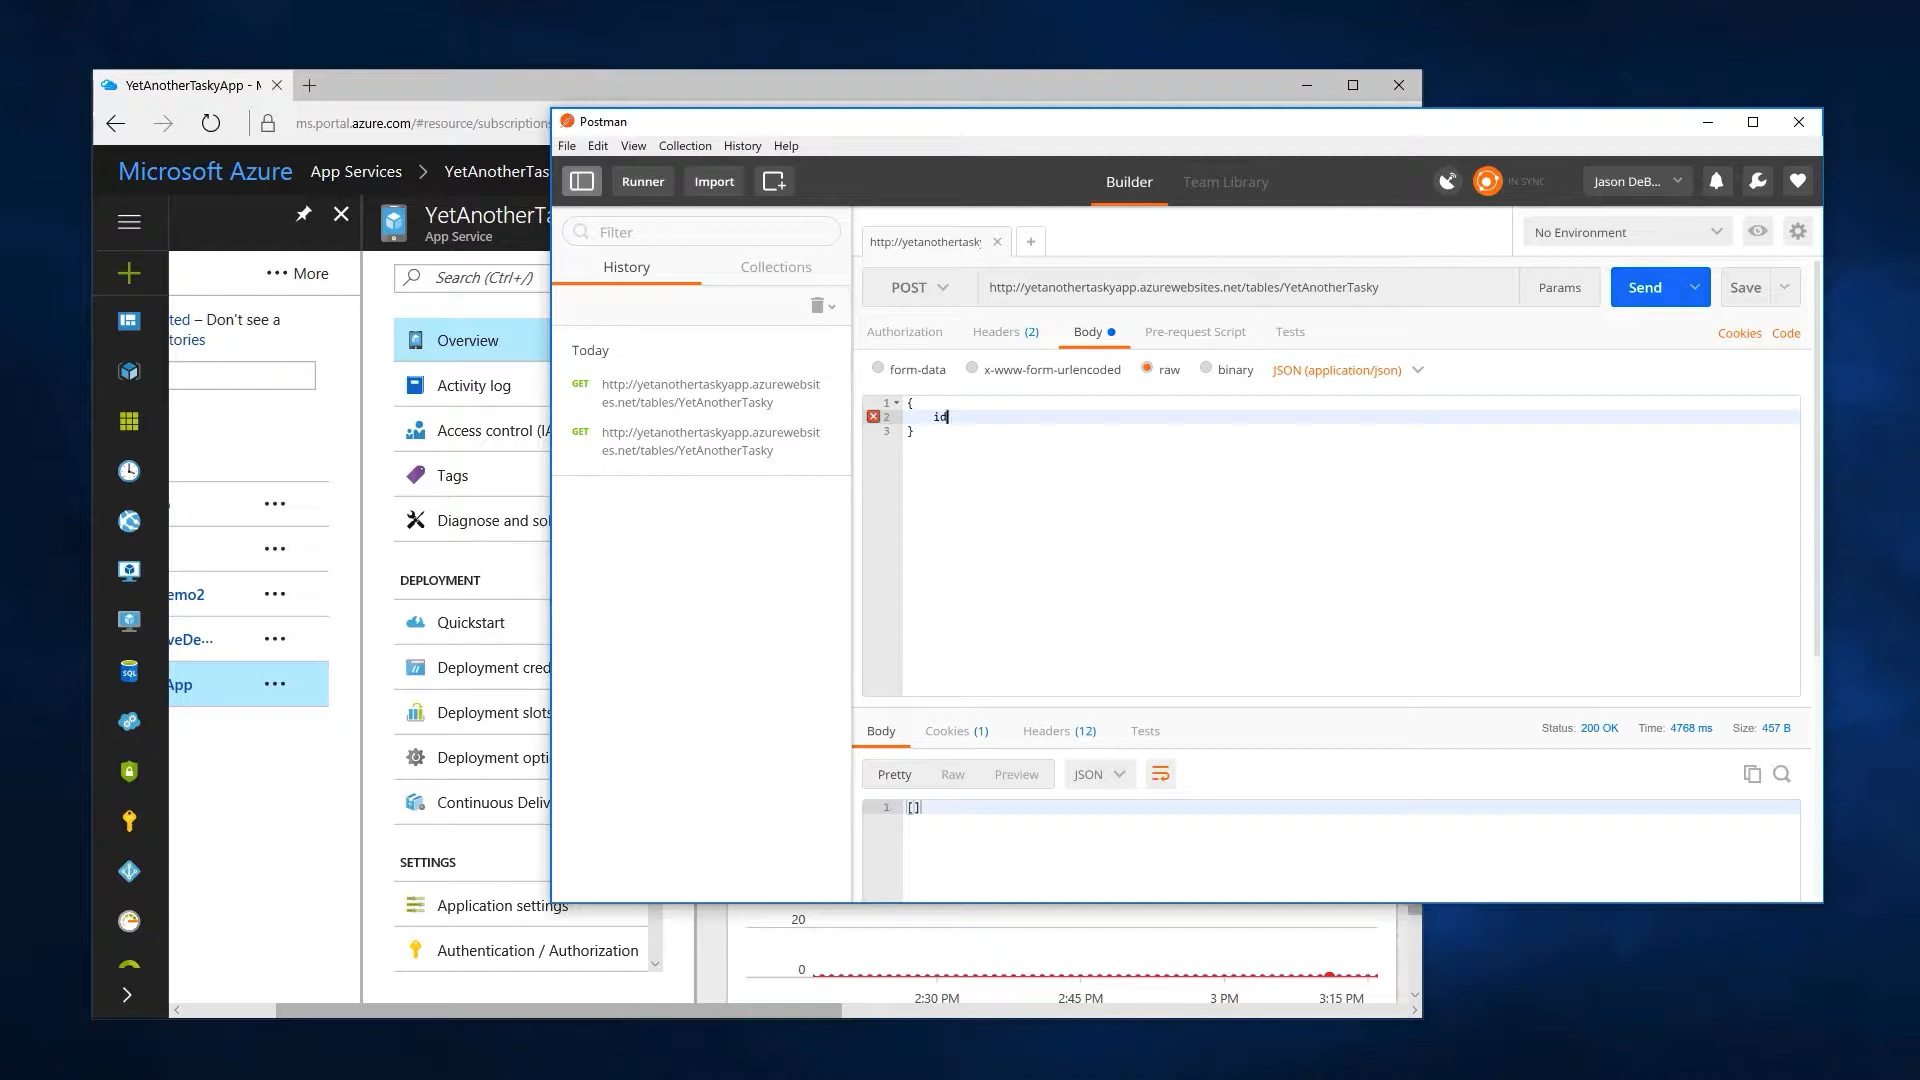 YetAnotherTaskyApp - M
ms.portal.azure.com/#resource/subscriptions
Microsoft Azure
App Services
YetAnotherTas
YetAnotherTa
App Service
More
Search (Ctrl+/)
ted – Don't see a
tories
Overview
Activity log
Access control (IA
Tags
Diagnose and sol
emo2
veDe···
App
DEPLOYMENT
Quickstart
Deployment cred
Deployment slots
Deployment opti
Continuous Deliv
SETTINGS
Application settings
Authentication / Authorization
SQL
Postman
File Edit View Collection History Help
Runner Import
Builder Team Library
IN SYNC
Jason DeB...
Filter
History Collections
Today
GET http://yetanothertaskyapp.azurewebsit
es.net/tables/YetAnotherTasky
GET http://yetanothertaskyapp.azurewebsit
es.net/tables/YetAnotherTasky
http://yetanothertasky
No Environment
POST http://yetanothertaskyapp.azurewebsites.net/tables/YetAnotherTasky Params Send Save
Authorization Headers (2) Body Pre-request Script Tests Cookies Code
form-data x-www-form-urlencoded raw binary JSON (application/json)
1 {
2 id
3 }
Body Cookies (1) Headers (12) Tests Status: 200 OK Time: 4768 ms Size: 457 B
Pretty Raw Preview JSON
1 []
20
0
2:30 PM 2:45 PM 3 PM 3:15 PM